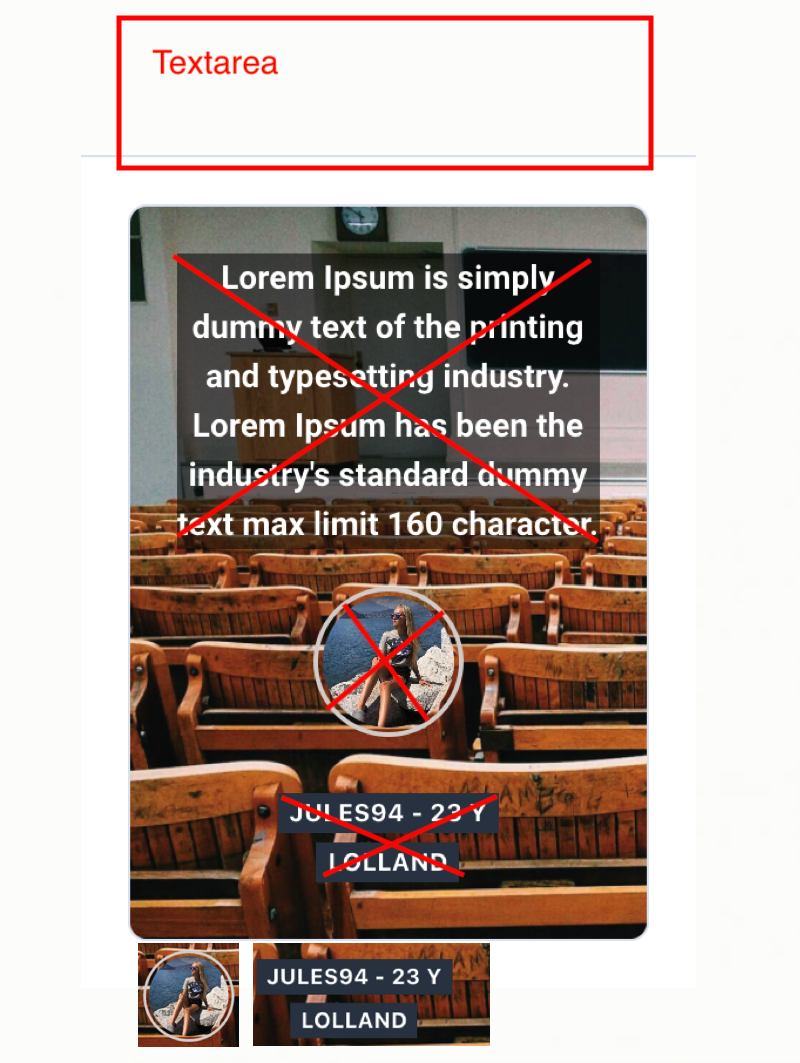 Textarea
Lorem Ipsum is simply
dummy text of the printing
and typesetting industry.
Lorem Ipsum has been the
industry's standard dummy
text max limit 160 character.
JULES94 - 23 Y
LOLLAND
JULES94 - 23 Y
LOLLAND